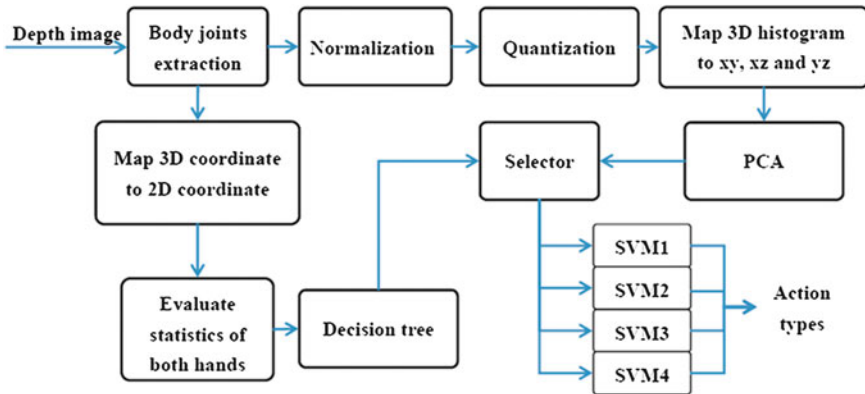 Depth image
Body joints
extraction
Normalization
Quantization
Map 3D histogram
to xy, xz and yz
Map 3D coordinate
to 2D coordinate
Selector
PCA
Evaluate
statistics of
both hands
Decision tree
SVM1
SVM2
SVM3
SVM4
Action
types